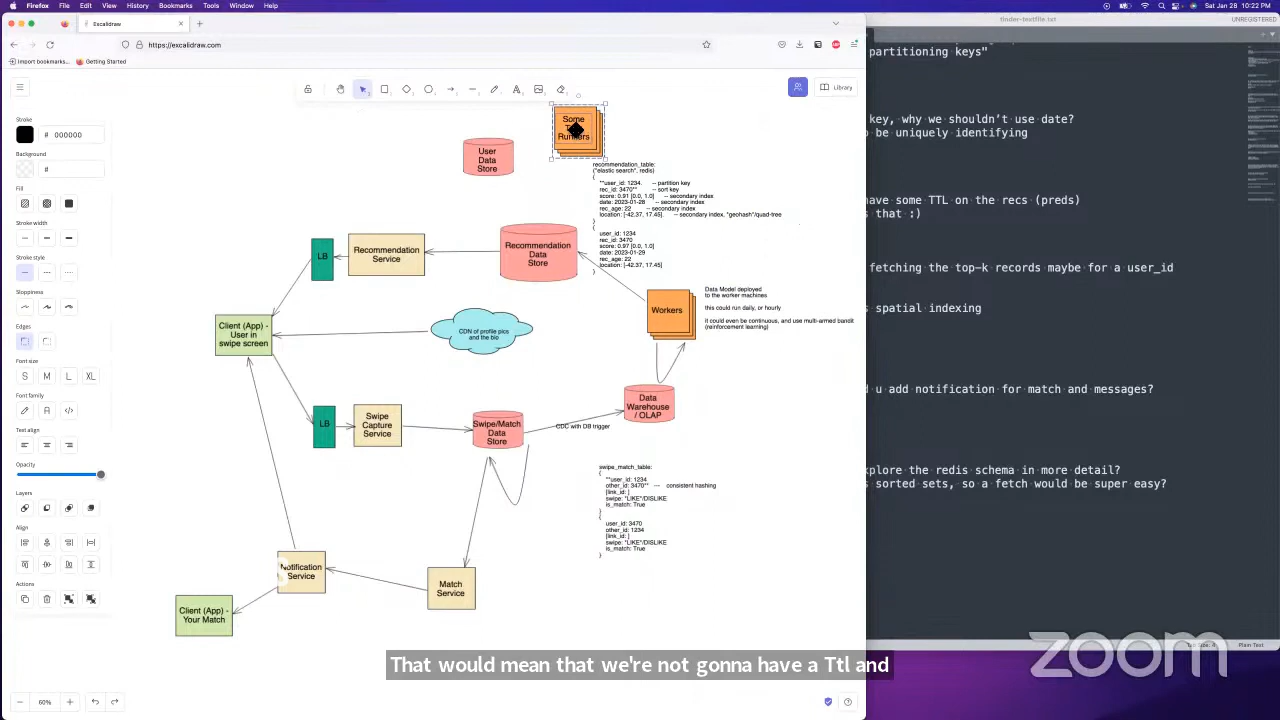 Firefox File Edit View History Bookmarks Tools Window Help
Sat Jan 28 10:22 PM
tinder-textfile.txt
UNREGISTERED
Excalidraw
https://excalidraw.com
Import bookmarks... Getting Started
Library
Stroke
# 000000
Background
#
Fill
Stroke width
Stroke style
Sloppiness
Edges
Font size
S M L XL
Font family
Text align
Opacity
Layers
Align
Actions
60%
Some
Runners
User
Data
Store
recommendation_table:
("elastic search", redis)
{
**user_id: 1234, -- partition key
rec_id: 3470** -- sort key
score: 0.91 [0.0, 1.0] -- secondary index
date: 2023-01-28 -- secondary index
rec_age: 22 -- secondary index
location: [-42.37, 17.45] -- secondary index, "geohash"/quad-tree
}
{
user_id: 1234
rec_id: 3470
score: 0.97 [0.0, 1.0]
date: 2023-01-29
rec_age: 22
location: [-42.37, 17.45]
}
LB
Recommendation
Service
Recommendation
Data
Store
Workers
Data Model deployed
to the worker machines
this could run daily, or hourly
it could even be continuous, and use multi-armed bandit
(reinforcement learning)
Client (App) -
User in
swipe screen
CDN of profile pics
and the bio
Data
Warehouse
/ OLAP
LB
Swipe
Capture
Service
Swipe/Match
Data
Store
CDC with DB trigger
swipe_match_table:
{
**user_id: 1234
other_id: 3470** --- consistent hashing
[link_id: ]
swipe: "LIKE"/DISLIKE
is_match: True
}
{
user_id: 3470
other_id: 1234
[link_id: ]
swipe: "LIKE"/DISLIKE
is_match: True
}
Notification
Service
Match
Service
Client (App) -
Your Match
partitioning keys"
key, why we shouldn't use date?
be uniquely identifying
have some TTL on the recs (preds)
s that :)
fetching the top-k records maybe for a user_id
s spatial indexing
d u add notification for match and messages?
xplore the redis schema in more detail?
s sorted sets, so a fetch would be super easy?
Tab Size: 4 Plain Text
zoom
That would mean that we're not gonna have a Ttl and